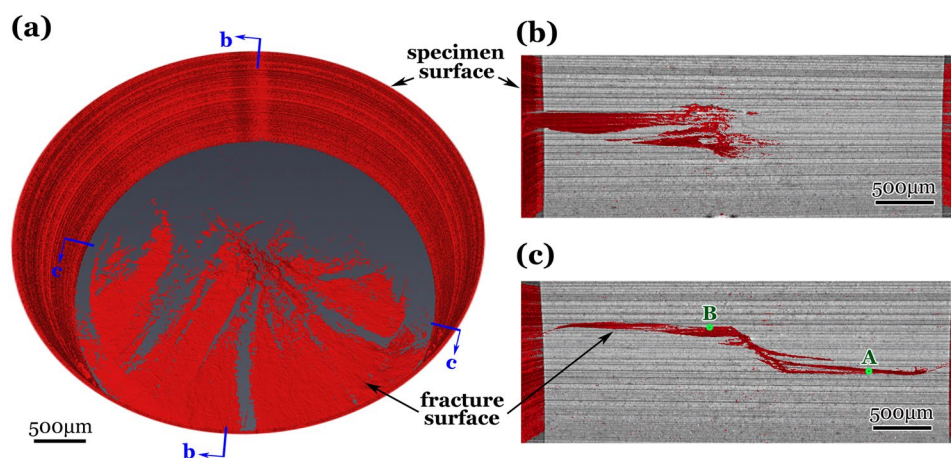 (a)
b
specimen
surface
c
c
fracture
surface
500μm
b
(b)
500μm
(c)
B
A
500μm